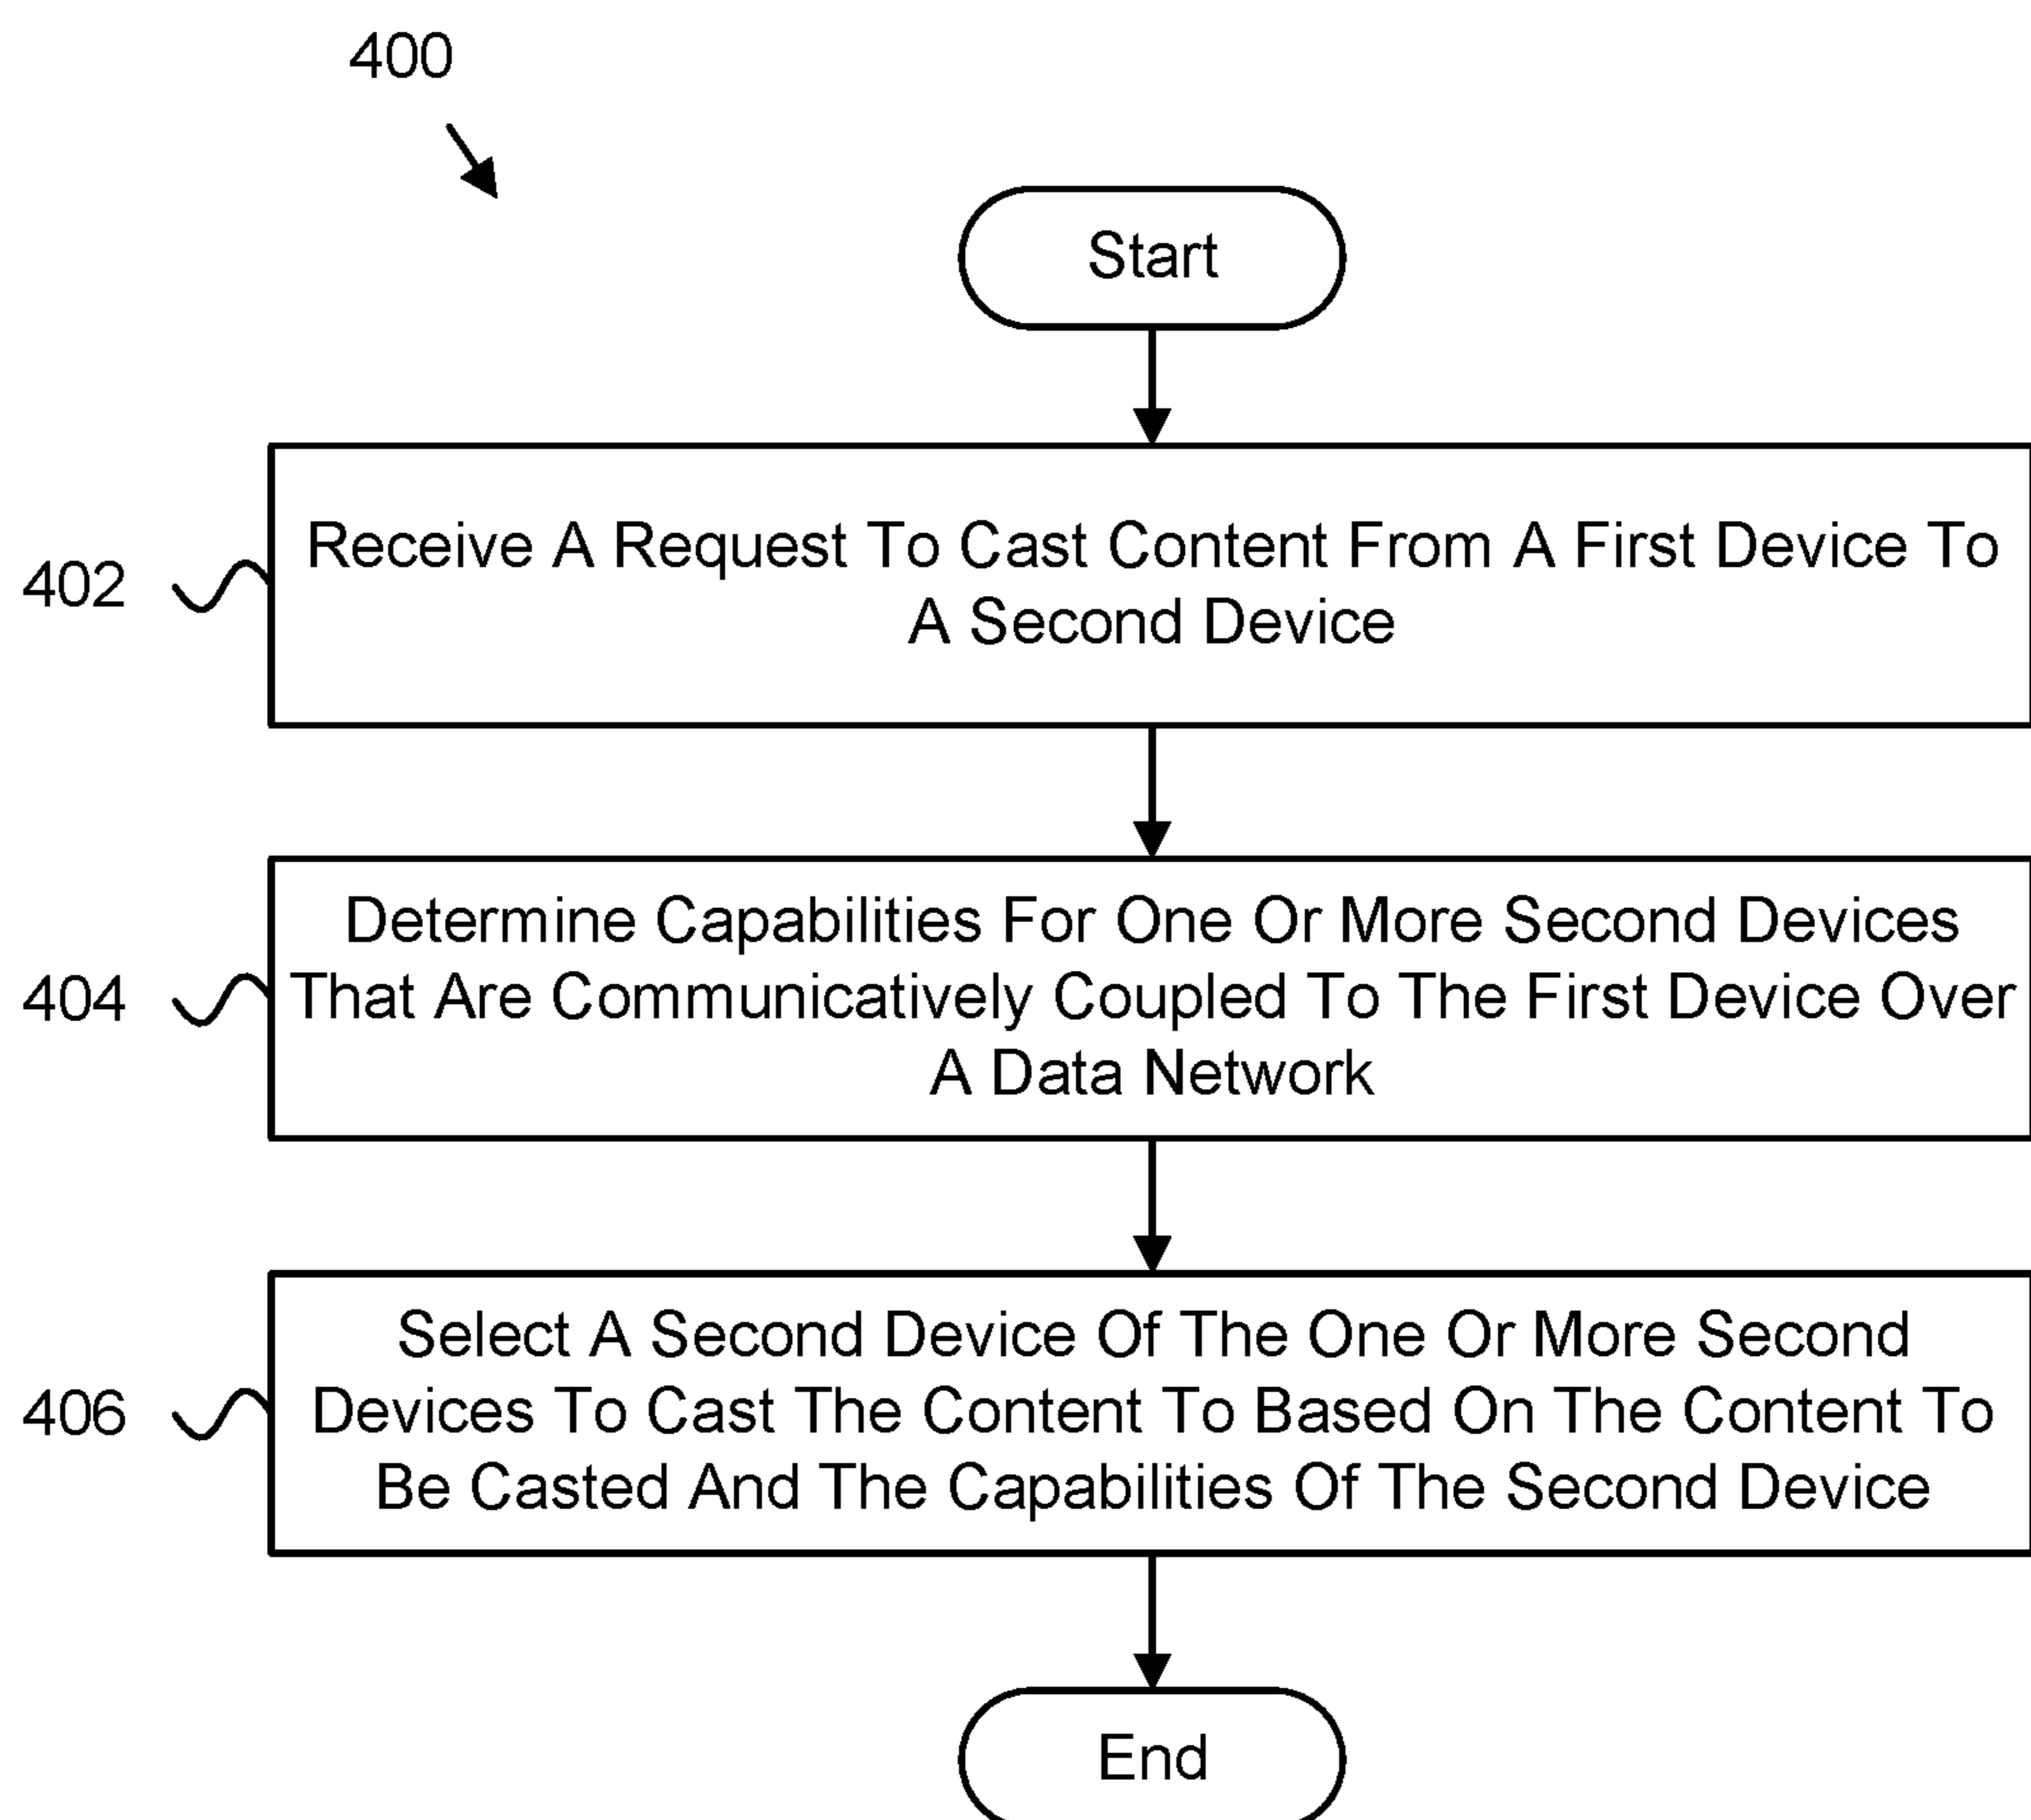 400
Start
402
Receive A Request To Cast Content From A First Device To
A Second Device
404
Determine Capabilities For One Or More Second Devices
That Are Communicatively Coupled To The First Device Over
A Data Network
406
Select A Second Device Of The One Or More Second
Devices To Cast The Content To Based On The Content To
Be Casted And The Capabilities Of The Second Device
End